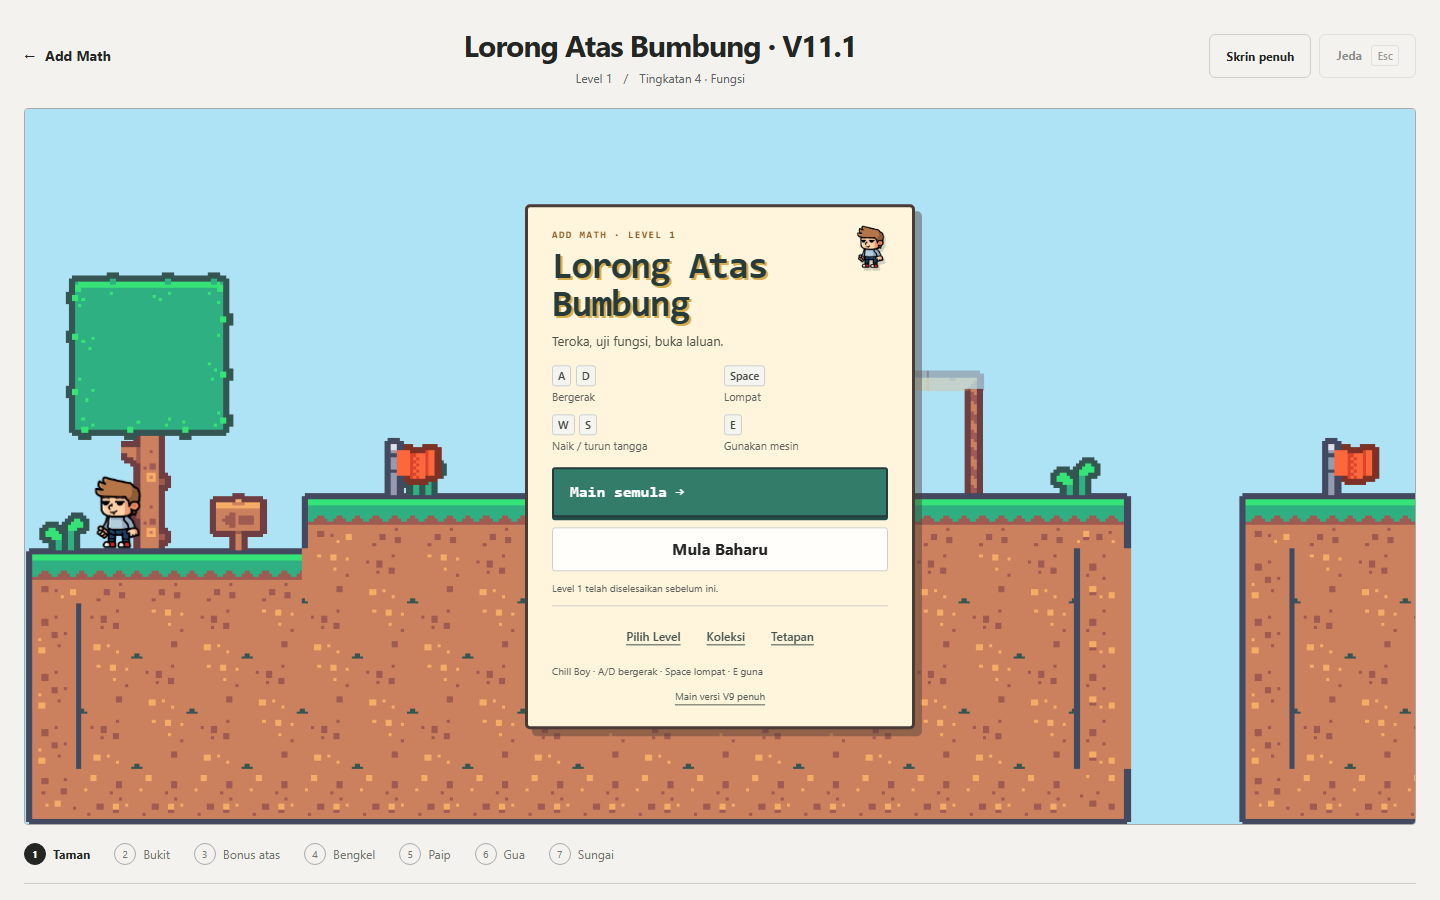 ← Add Math
Lorong Atas Bumbung · V11.1
Level 1 / Tingkatan 4 · Fungsi
Skrin penuh
Jeda Esc
ADD MATH · LEVEL 1
Lorong Atas
Bumbung
Teroka, uji fungsi, buka laluan.
A D
Bergerak
Space
Lompat
W S
Naik / turun tangga
E
Gunakan mesin
Main semula →
Mula Baharu
Level 1 telah diselesaikan sebelum ini.
Pilih Level Koleksi Tetapan
Chill Boy · A/D bergerak · Space lompat · E guna
Main versi V9 penuh
1 Taman 2 Bukit 3 Bonus atas 4 Bengkel 5 Paip 6 Gua 7 Sungai